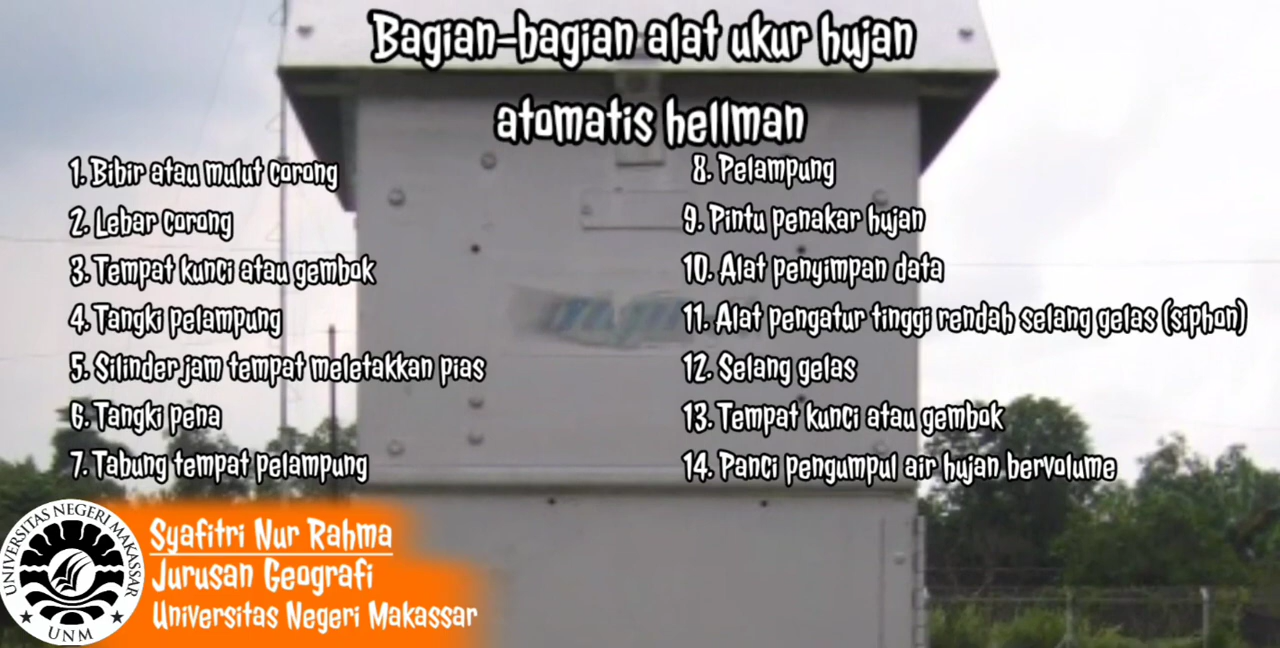 Bagian-bagian alat ukur hujan
atomatis hellman
1. Bibir atau mulut corong
2. Lebar corong
3. Tempat kunci atau gembok
4. Tangki pelampung
5. Silinder jam tempat meletakkan pias
6. Tangki pena
7. Tabung tempat pelampung
8. Pelampung
9. Pintu penakar hujan
10. Alat penyimpan data
11. Alat pengatur tinggi rendah selang gelas (siphon)
12. Selang gelas
13. Tempat kunci atau gembok
14. Panci pengumpul air hujan bervolume
UNIVERSITAS NEGERI MAKASSAR
UNM
Syafitri Nur Rahma
Jurusan Geografi
Universitas Negeri Makassar